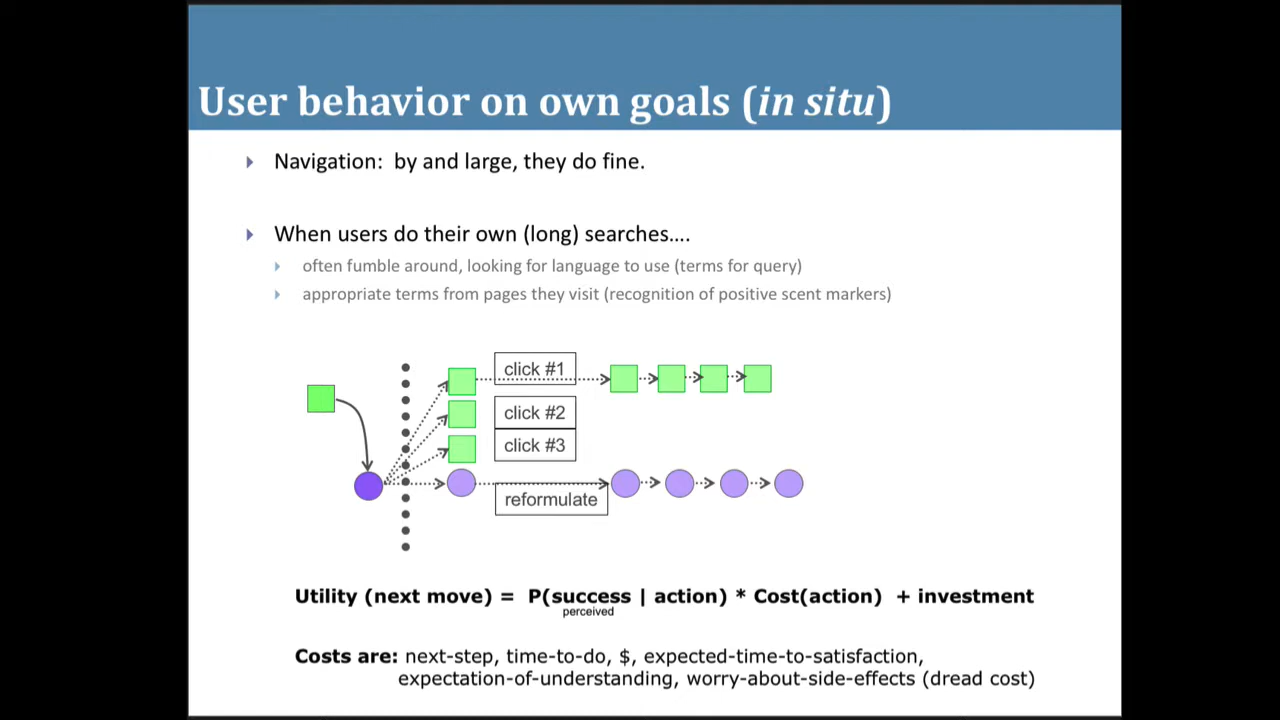 User behavior on own goals (in situ)
Navigation:  by and large, they do fine.
When users do their own (long) searches....
often fumble around, looking for language to use (terms for query)
appropriate terms from pages they visit (recognition of positive scent markers)
click #1
click #2
click #3
reformulate
Utility (next move) =  P(success | action) * Cost(action)  + investment
perceived
Costs are: next-step, time-to-do, $, expected-time-to-satisfaction,
expectation-of-understanding, worry-about-side-effects (dread cost)